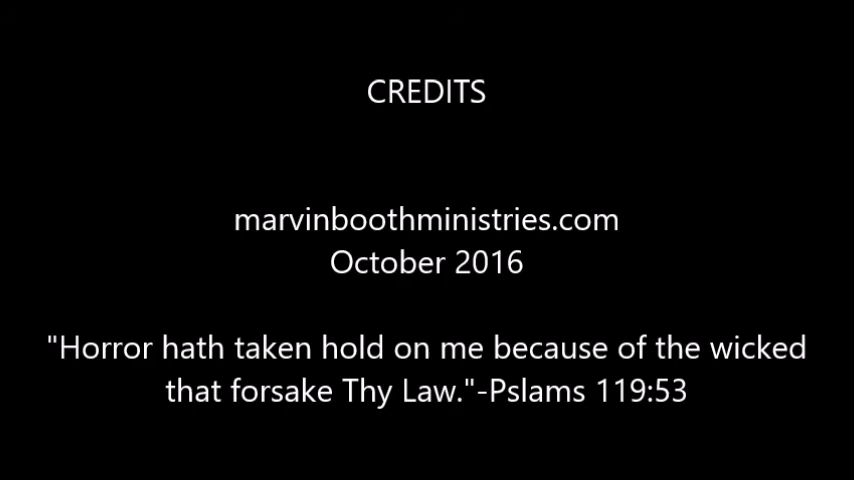 CREDITS
marvinboothministries.com
October 2016
"Horror hath taken hold on me because of the wicked
that forsake Thy Law."-Pslams 119:53